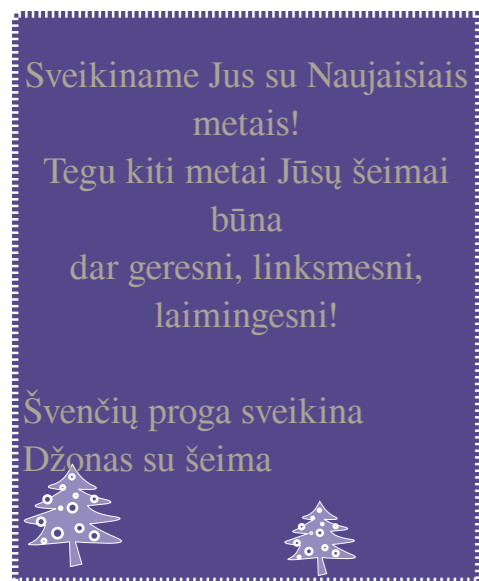 Sveikiname Jus su Naujaisiais
metais!
Tegu kiti metai Jūsų šeimai
būna
dar geresni, linksmesni,
laimingesni!
Švenčių proga sveikina
Džonas su šeima